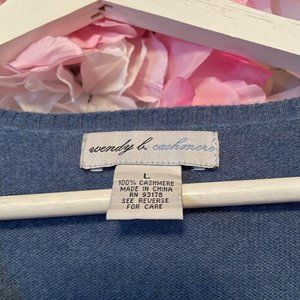 wendy b. cashmere
L
100% CASHMERE
MADE IN CHINA
RN 93178
SEE REVERSE
FOR CARE